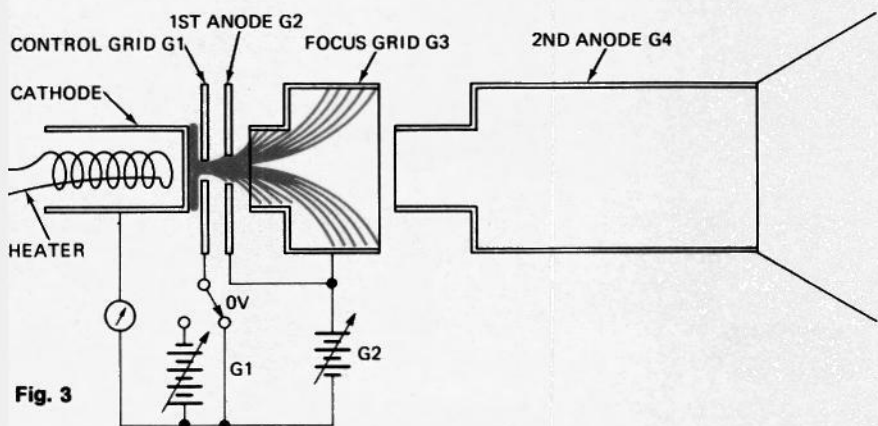 1ST ANODE G2
CONTROL GRID G1
FOCUS GRID G3
2ND ANODE G4
CATHODE
HEATER
0V
G1
G2
Fig. 3